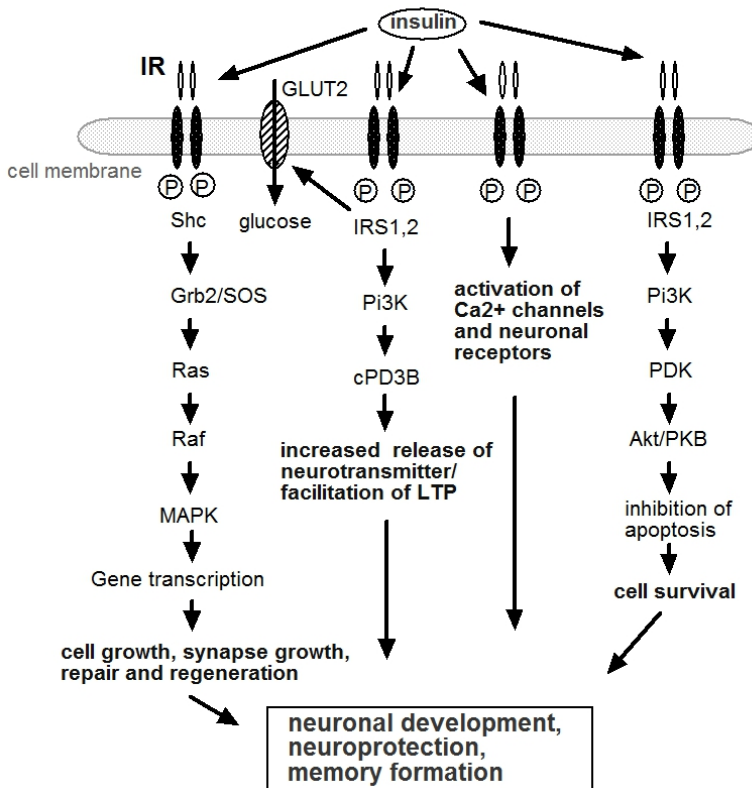 insulin
IR
GLUT2
cell membrane
P P
P P
P P
P P
Shc
glucose
IRS1,2
IRS1,2
activation of
Ca2+ channels
and neuronal
receptors
Grb2/SOS
Pi3K
Pi3K
Ras
cPD3B
PDK
Raf
increased release of
neurotransmitter/
facilitation of LTP
Akt/PKB
MAPK
inhibition of
apoptosis
Gene transcription
cell survival
cell growth, synapse growth,
repair and regeneration
neuronal development,
neuroprotection,
memory formation